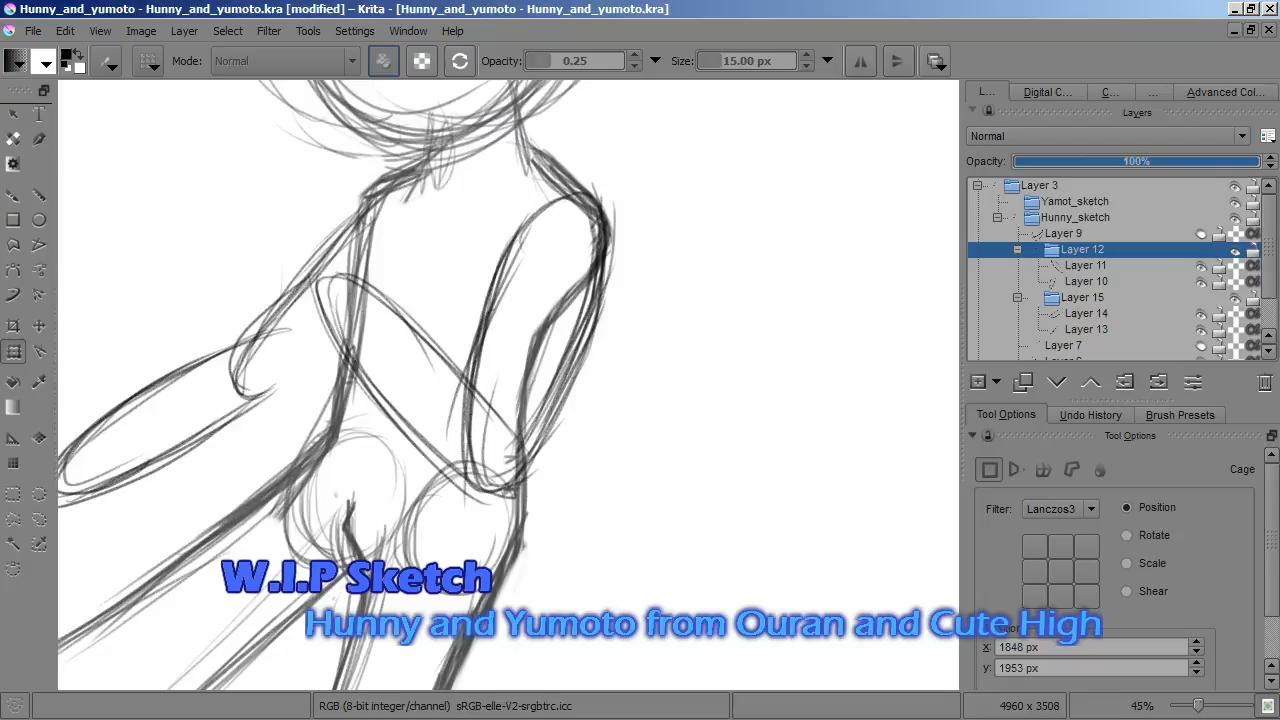 Hunny_and_yumoto - Hunny_and_yumoto.kra [modified] – Krita - [Hunny_and_yumoto - Hunny_and_yumoto.kra]
File Edit View Image Layer Select Filter Tools Settings Window Help
Mode: Normal Opacity: 0.25 Size: 15.00 px
L... Digital C... C... ... Advanced Col...
Layers
Normal
Opacity: 100%
Layer 3
Yamot_sketch
Hunny_sketch
Layer 9
Layer 12
Layer 11
Layer 10
Layer 15
Layer 14
Layer 13
Layer 7
Tool Options Undo History Brush Presets
Tool Options
Cage
Filter: Lanczos3 Position
Rotate
Scale
Shear
x: 1848 px
y: 1953 px
W.I.P Sketch
Hunny and Yumoto from Ouran and Cute High
RGB (8-bit integer/channel) sRGB-elle-V2-srgbtrc.icc 4960 x 3508 45%